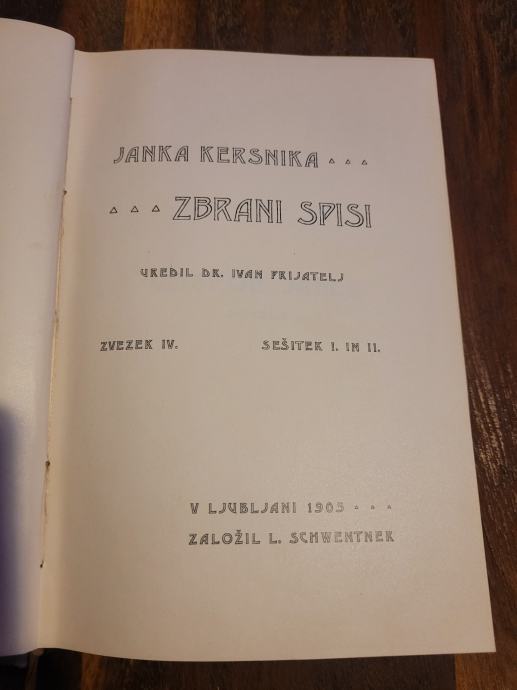 JANKA KERSNIKA △ △ △
△ △ △ ZBRANI SPISI
UREDIL DR. IVAN PRIJATELJ
ZVEZEK IV. SEŠITEK I. IN II.
V LJUBLJANI 1905 △ △ △
ZALOŽIL L. SCHWENTNER